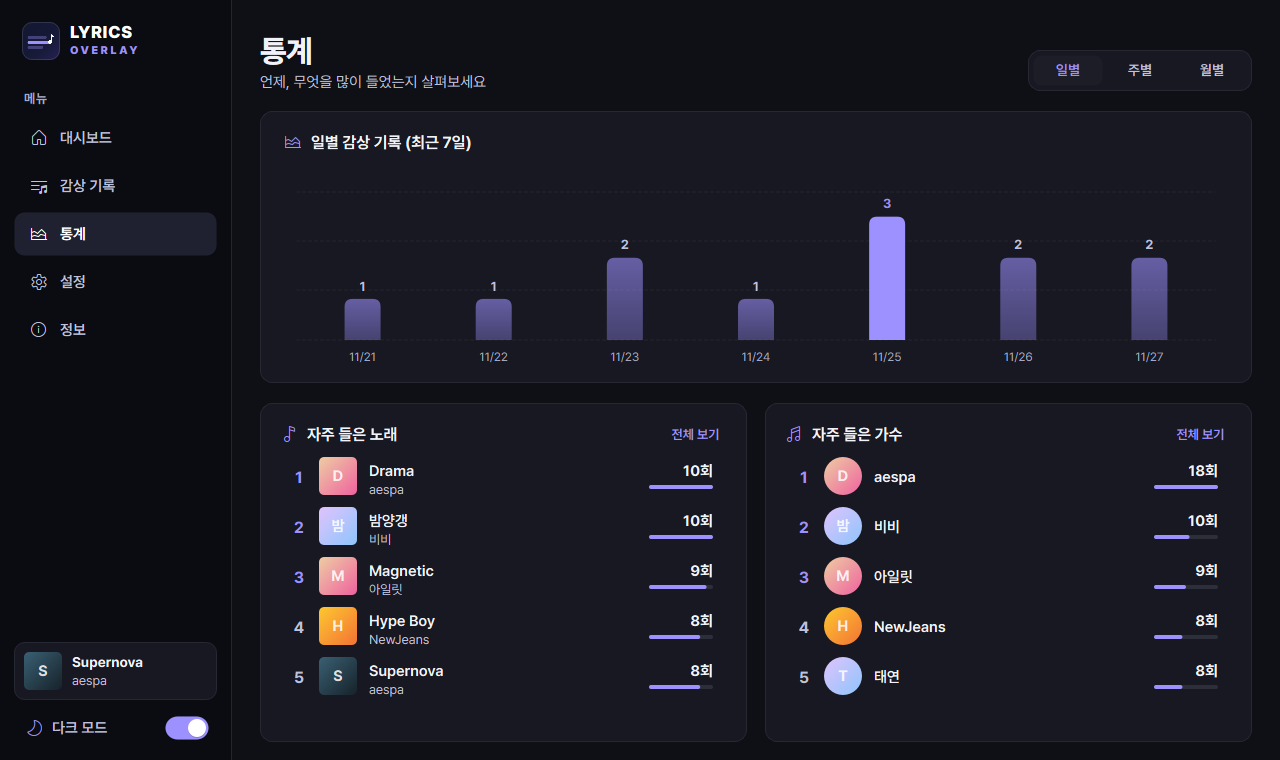 LYRICS
OVERLAY
메뉴
대시보드
감상 기록
통계
설정
정보
S
Supernova
aespa
다크 모드
통계
언제, 무엇을 많이 들었는지 살펴보세요
일별 주별 월별
일별 감상 기록 (최근 7일)
1 1 2 1 3 2 2
11/21 11/22 11/23 11/24 11/25 11/26 11/27
자주 들은 노래 전체 보기
1 D Drama 10회
aespa
2 밤 밤양갱 10회
비비
3 M Magnetic 9회
아일릿
4 H Hype Boy 8회
NewJeans
5 S Supernova 8회
aespa
자주 들은 가수 전체 보기
1 D aespa 18회
2 밤 비비 10회
3 M 아일릿 9회
4 H NewJeans 8회
5 T 태연 8회